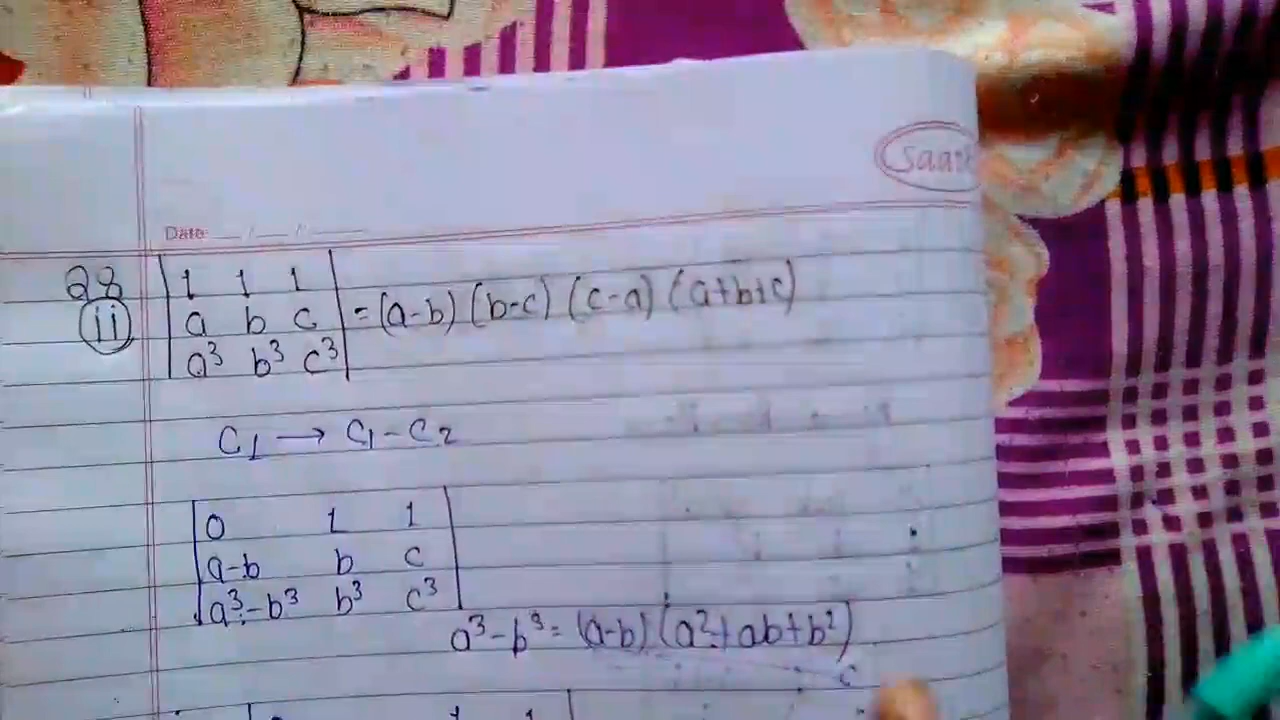 Date
28 | 1 1 1 |
(ii) | a b c | = (a-b) (b-c) (c-a) (a+b+c)
| a³ b³ c³ |
C₁ → C₁ - C₂
| 0 1 1 |
| a-b b c |
| a³-b³ b³ c³ |
a³-b³ = (a-b) (a²+ab+b²)